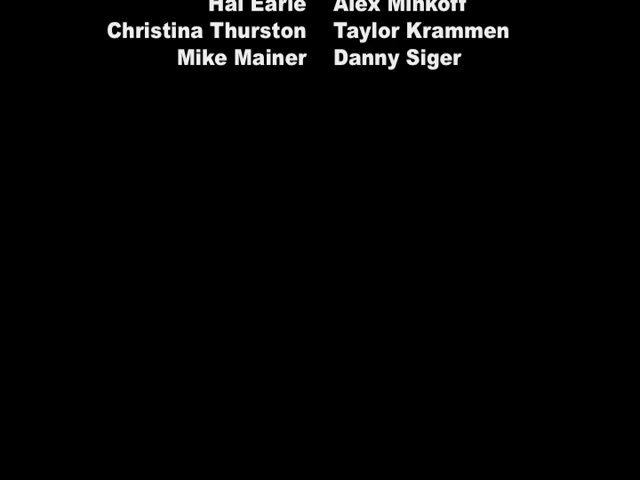 Hal Earle Alex Minkoff
Christina Thurston Taylor Krammen
Mike Mainer Danny Siger